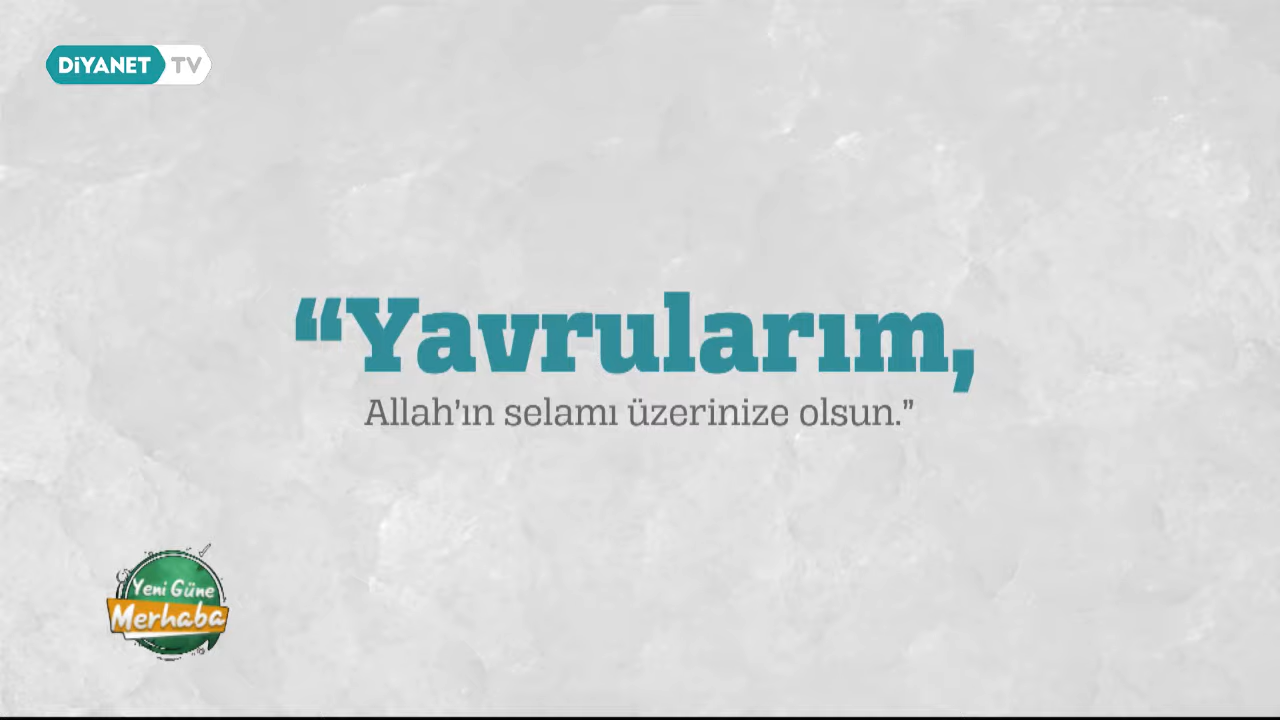 DİYANET TV
“Yavrularım,
Allah’ın selamı üzerinize olsun.”
Yeni Güne
Merhaba